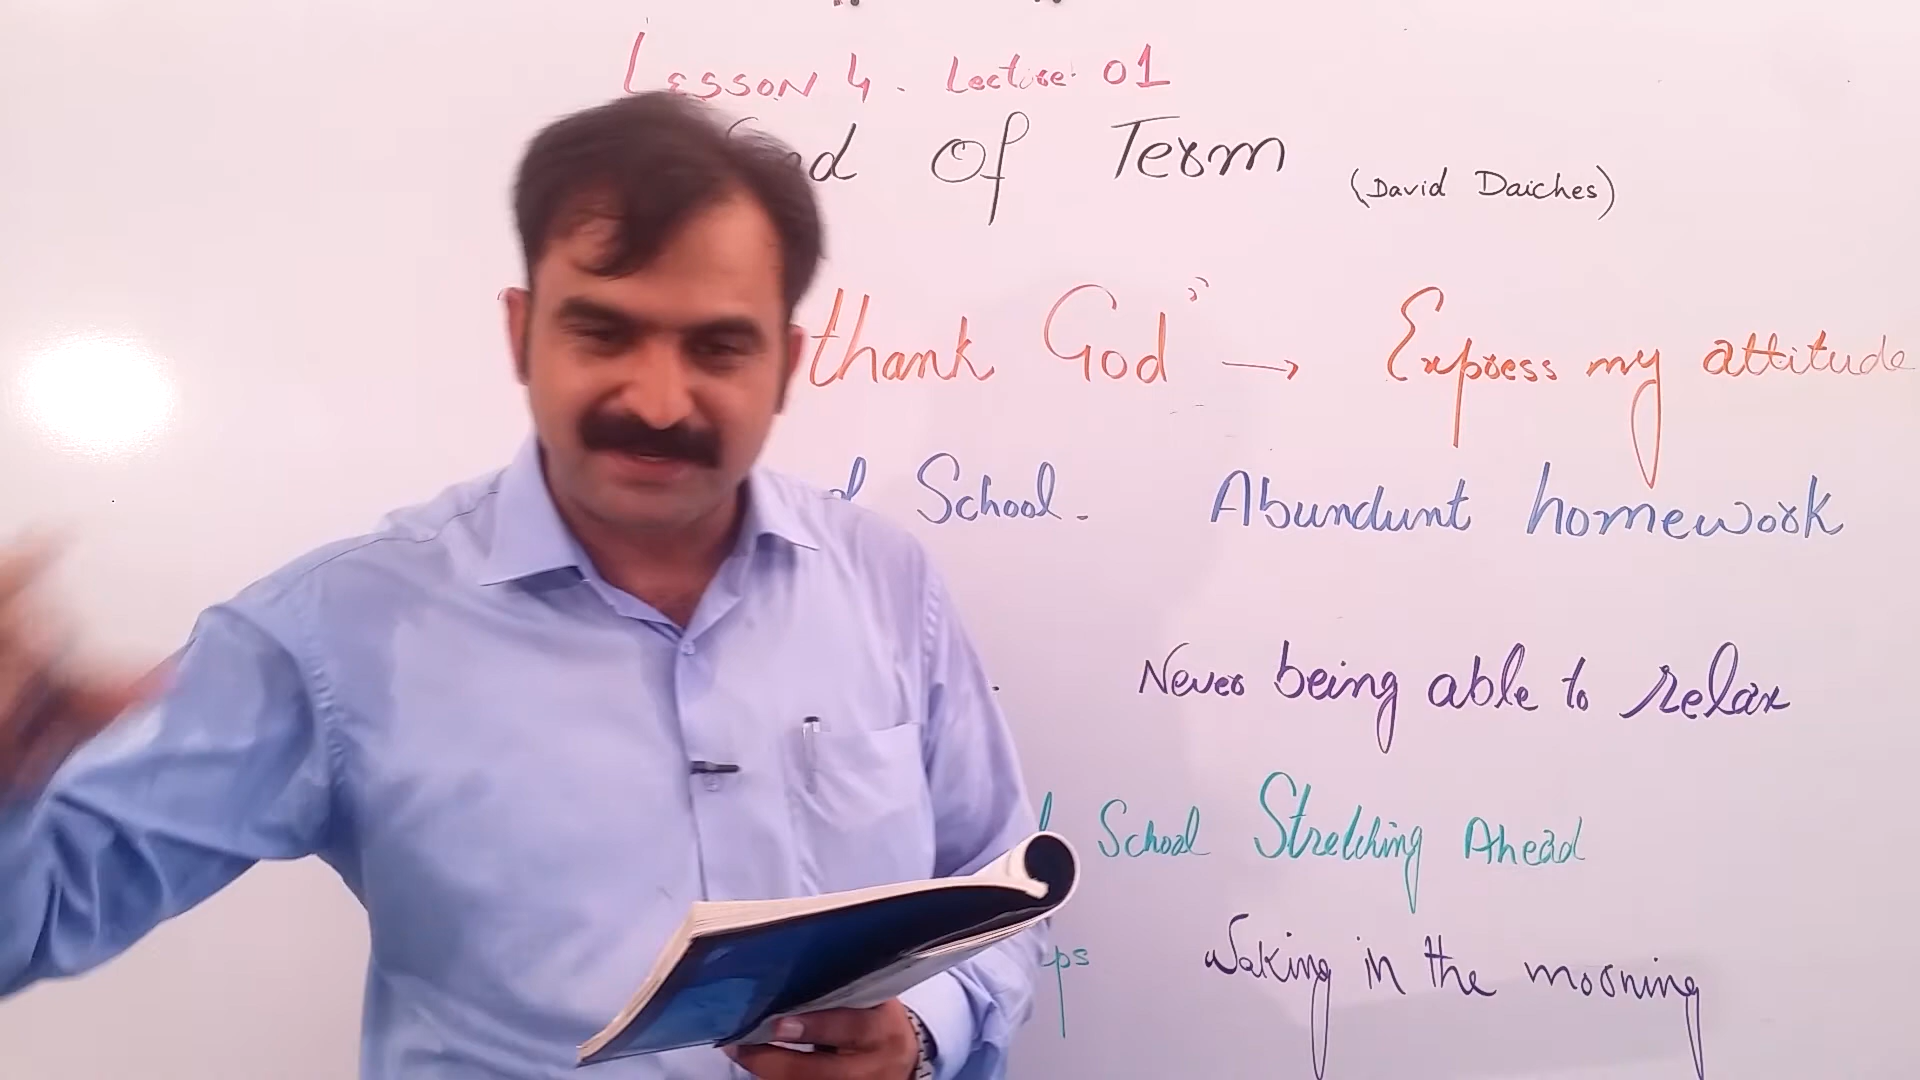 LESSON 4. Lecture 01
End Of Term (David Daiches)
thank God" → Express my attitude
School. Abundunt homework
Never being able to relax
School Stretching Ahead
Waking in the morning